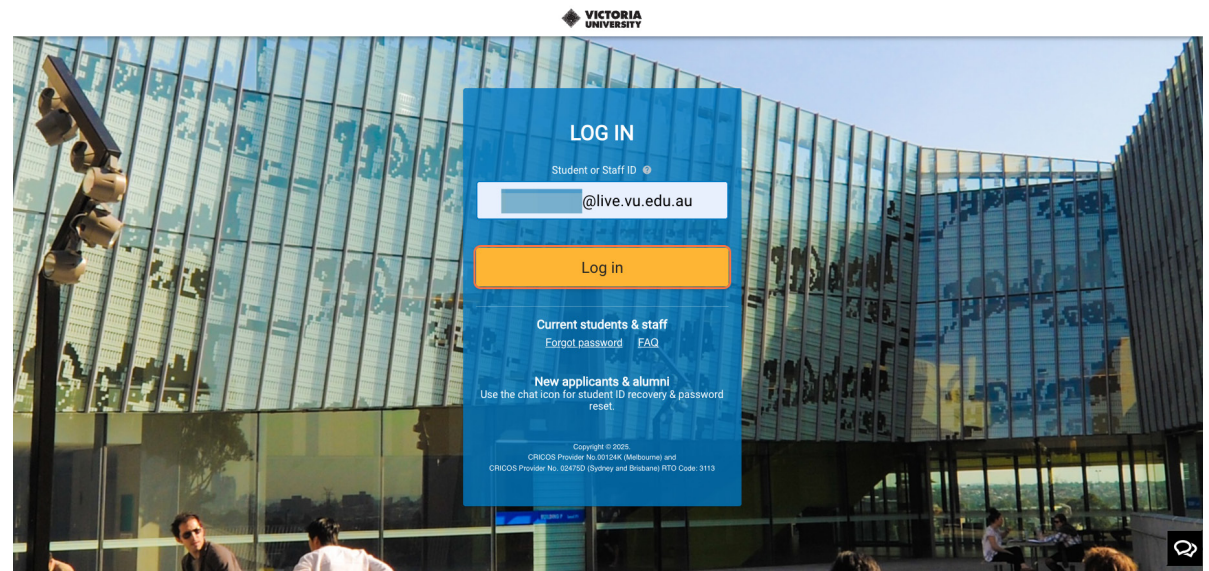 VICTORIA
UNIVERSITY
LOG IN
Student or Staff ID ?
@live.vu.edu.au
Log in
Current students & staff
Forgot password FAQ
New applicants & alumni
Use the chat icon for student ID recovery & password
reset.
Copyright © 2025.
CRICOS Provider No.00124K (Melbourne) and
CRICOS Provider No. 02475D (Sydney and Brisbane) RTO Code: 3113